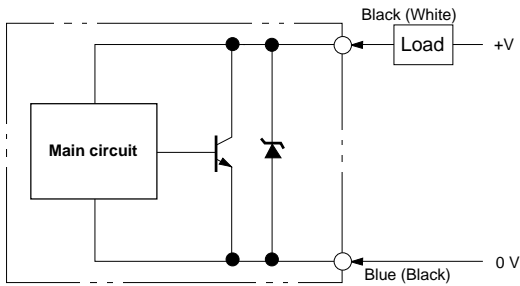 Black (White)
Load
+V
Main circuit
0 V
Blue (Black)